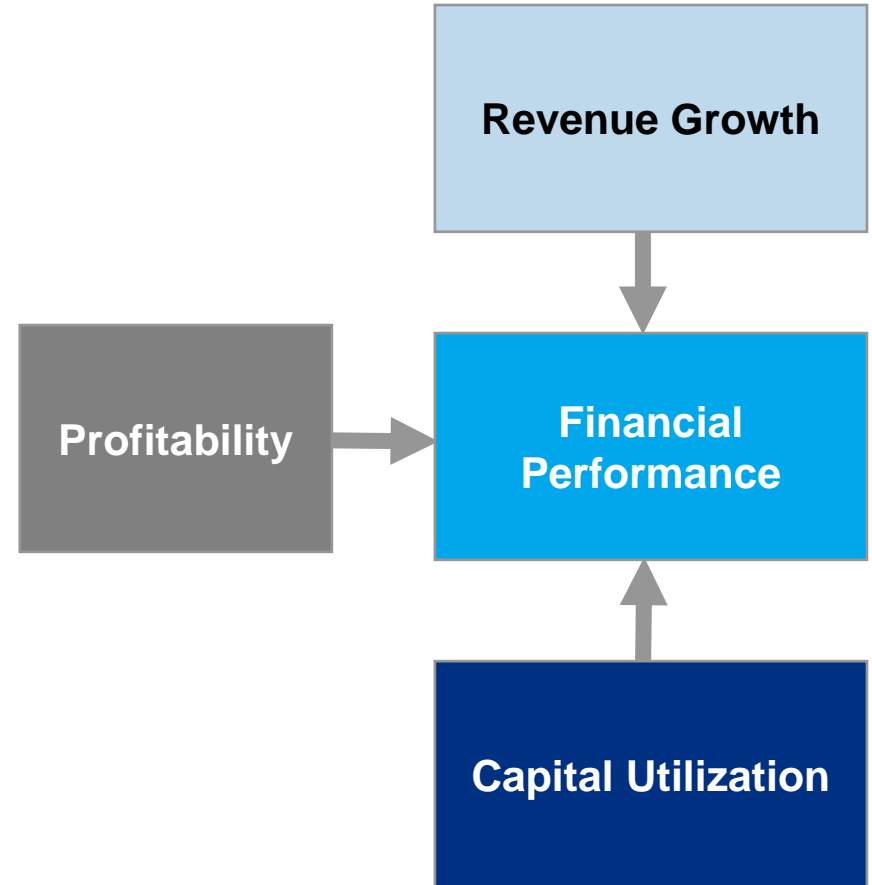 Revenue Growth
Profitability
Financial
Performance
Capital Utilization